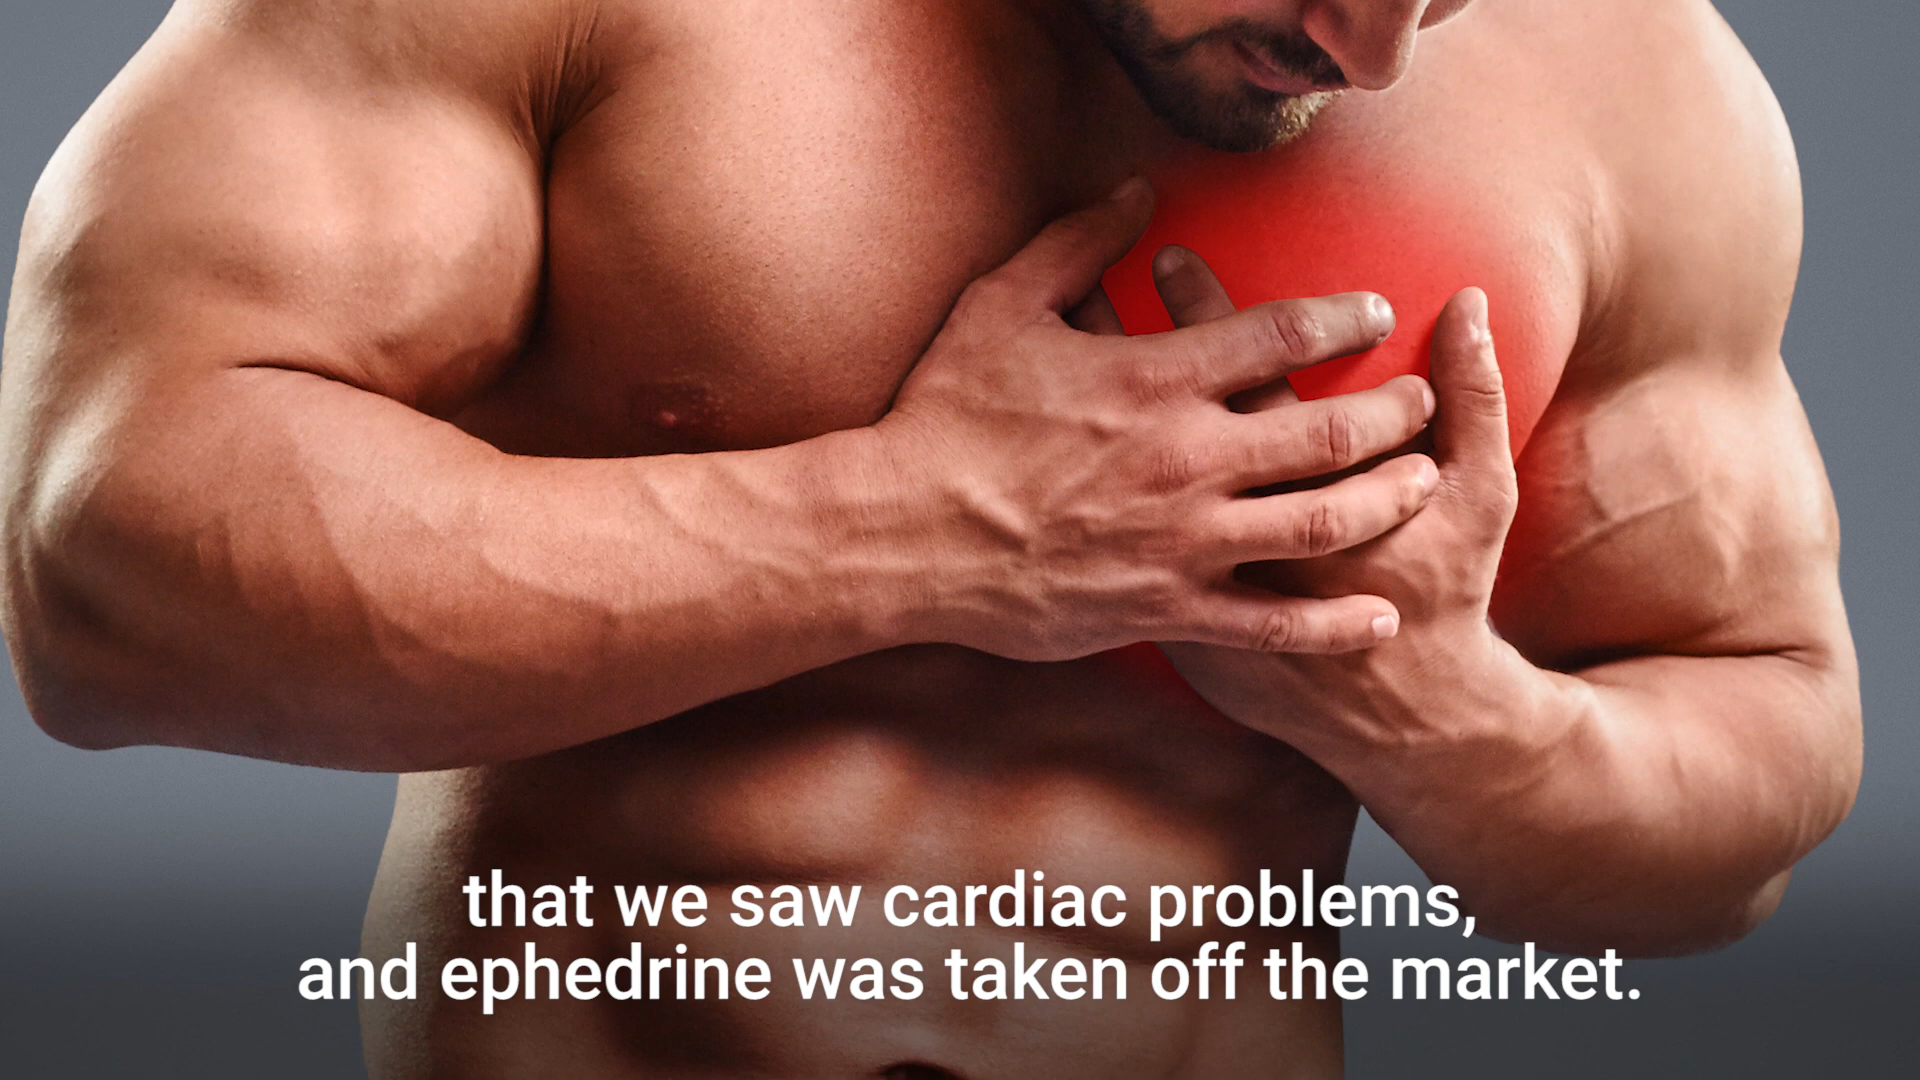 that we saw cardiac problems,
and ephedrine was taken off the market.